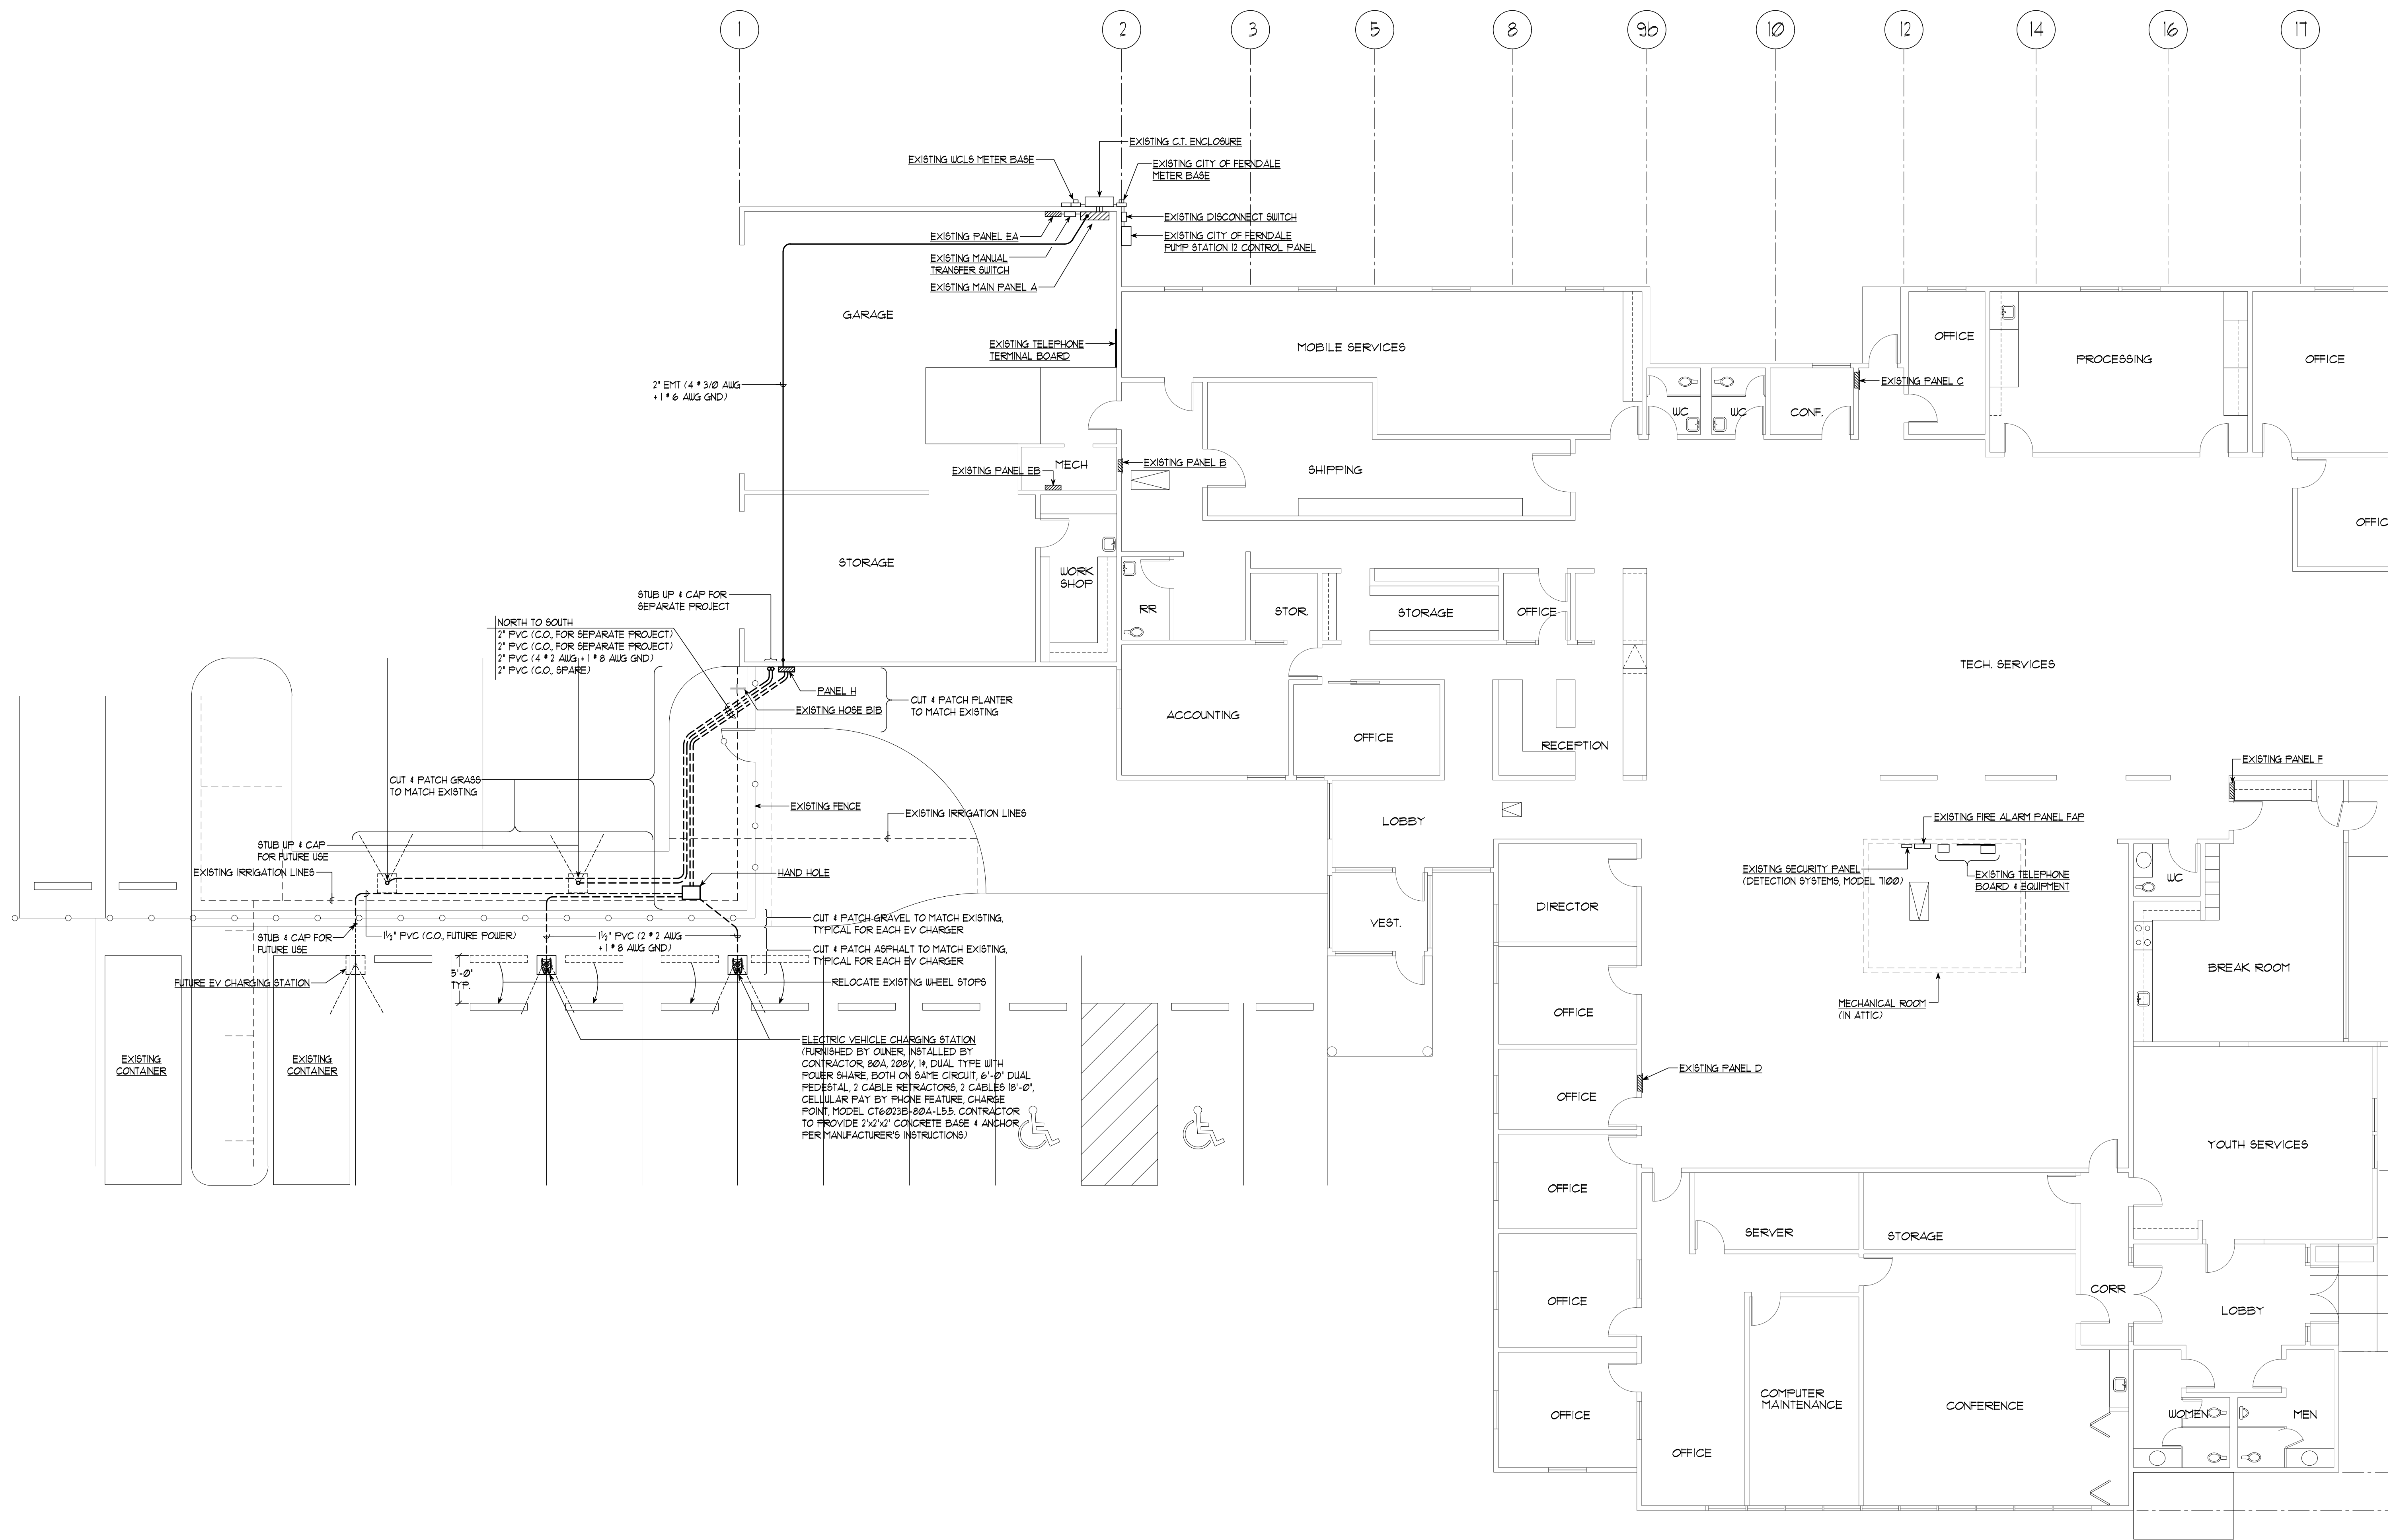 1
2
3
5
8
9b
10
12
14
16
17
EXISTING C.T. ENCLOSURE
EXISTING WCLS METER BASE
EXISTING CITY OF FERNDALE
METER BASE
EXISTING DISCONNECT SWITCH
EXISTING PANEL EA
EXISTING CITY OF FERNDALE
PUMP STATION 12 CONTROL PANEL
EXISTING MANUAL
TRANSFER SWITCH
EXISTING MAIN PANEL A
GARAGE
EXISTING TELEPHONE
TERMINAL BOARD
MOBILE SERVICES
OFFICE
PROCESSING
OFFICE
2" EMT (4 # 3/0 AWG
+ 1 # 6 AWG GND)
EXISTING PANEL C
WC
WC
CONF.
EXISTING PANEL EB
MECH
EXISTING PANEL B
SHIPPING
OFFIC
STORAGE
WORK
SHOP
STUB UP & CAP FOR
SEPARATE PROJECT
RR
STOR.
STORAGE
OFFICE
NORTH TO SOUTH
2" PVC (C.O., FOR SEPARATE PROJECT)
2" PVC (C.O., FOR SEPARATE PROJECT)
2" PVC (4 # 2 AWG + 1 # 8 AWG GND)
2" PVC (C.O., SPARE)
TECH. SERVICES
PANEL H
EXISTING HOSE BIB
CUT & PATCH PLANTER
TO MATCH EXISTING
ACCOUNTING
OFFICE
RECEPTION
EXISTING PANEL F
CUT & PATCH GRASS
TO MATCH EXISTING
EXISTING FENCE
EXISTING IRRIGATION LINES
LOBBY
EXISTING FIRE ALARM PANEL FAP
STUB UP & CAP
FOR FUTURE USE
EXISTING IRRIGATION LINES
HAND HOLE
EXISTING SECURITY PANEL
(DETECTION SYSTEMS, MODEL 7100)
EXISTING TELEPHONE
BOARD & EQUIPMENT
WC
DIRECTOR
VEST.
CUT & PATCH GRAVEL TO MATCH EXISTING,
TYPICAL FOR EACH EV CHARGER
STUB & CAP FOR
FUTURE USE
1½" PVC (C.O., FUTURE POWER)
1½" PVC (2 # 2 AWG
+ 1 # 8 AWG GND)
CUT & PATCH ASPHALT TO MATCH EXISTING,
TYPICAL FOR EACH EV CHARGER
BREAK ROOM
5'-0"
TYP.
FUTURE EV CHARGING STATION
RELOCATE EXISTING WHEEL STOPS
MECHANICAL ROOM
(IN ATTIC)
OFFICE
EXISTING
CONTAINER
EXISTING
CONTAINER
ELECTRIC VEHICLE CHARGING STATION
(FURNISHED BY OWNER, INSTALLED BY
CONTRACTOR, 80A, 208V, 1ϕ, DUAL TYPE WITH
POWER SHARE, BOTH ON SAME CIRCUIT, 6'-0" DUAL
PEDESTAL, 2 CABLE RETRACTORS, 2 CABLES 18'-0",
CELLULAR PAY BY PHONE FEATURE, CHARGE
POINT, MODEL CT6023B-80A-L5.5. CONTRACTOR
TO PROVIDE 2'x2'x2' CONCRETE BASE & ANCHOR
PER MANUFACTURER'S INSTRUCTIONS)
EXISTING PANEL D
OFFICE
YOUTH SERVICES
OFFICE
SERVER
STORAGE
CORR
OFFICE
LOBBY
COMPUTER
MAINTENANCE
CONFERENCE
OFFICE
WOMEN
MEN
OFFICE